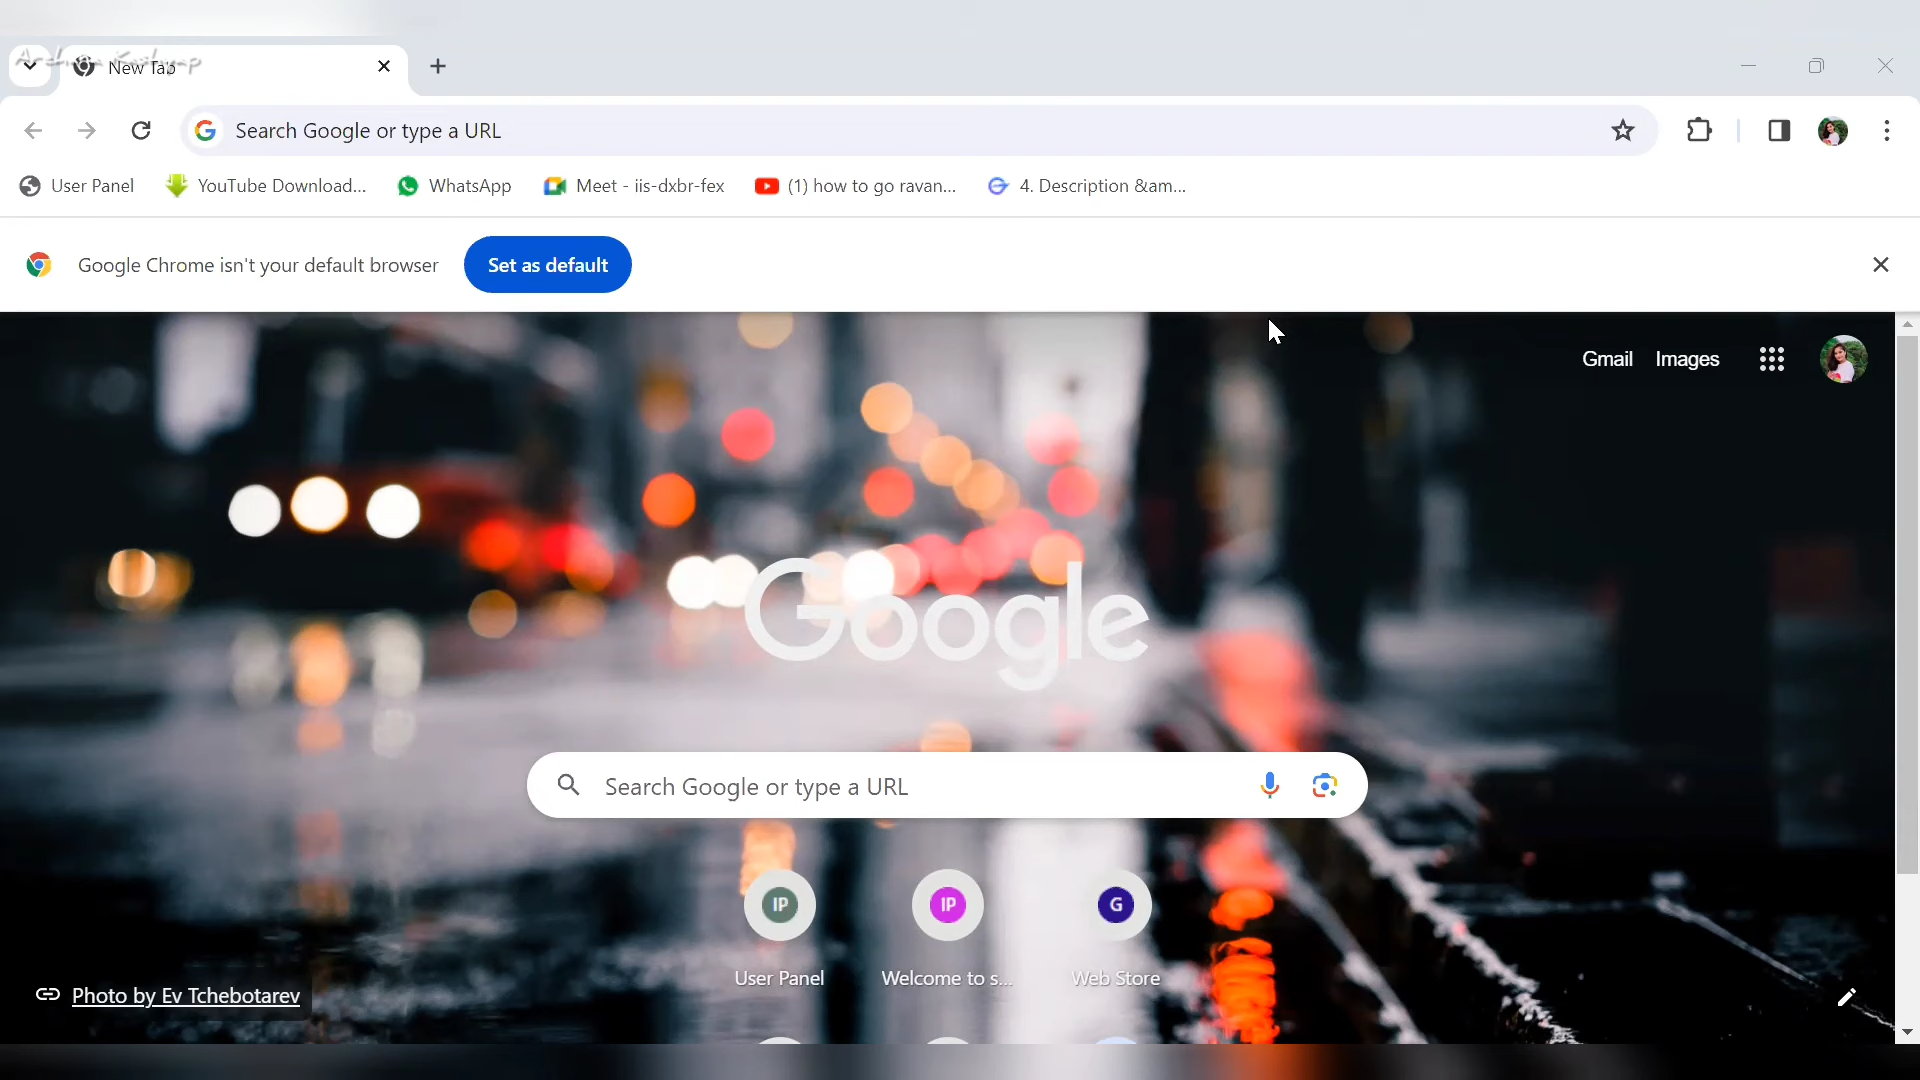 New Tab
Search Google or type a URL
User Panel
YouTube Download...
WhatsApp
Meet - iis-dxbr-fex
(1) how to go ravan...
4. Description &am...
Google Chrome isn't your default browser
Set as default
Gmail
Images
Google
Search Google or type a URL
IP
IP
G
User Panel
Welcome to s...
Web Store
Photo by Ev Tchebotarev